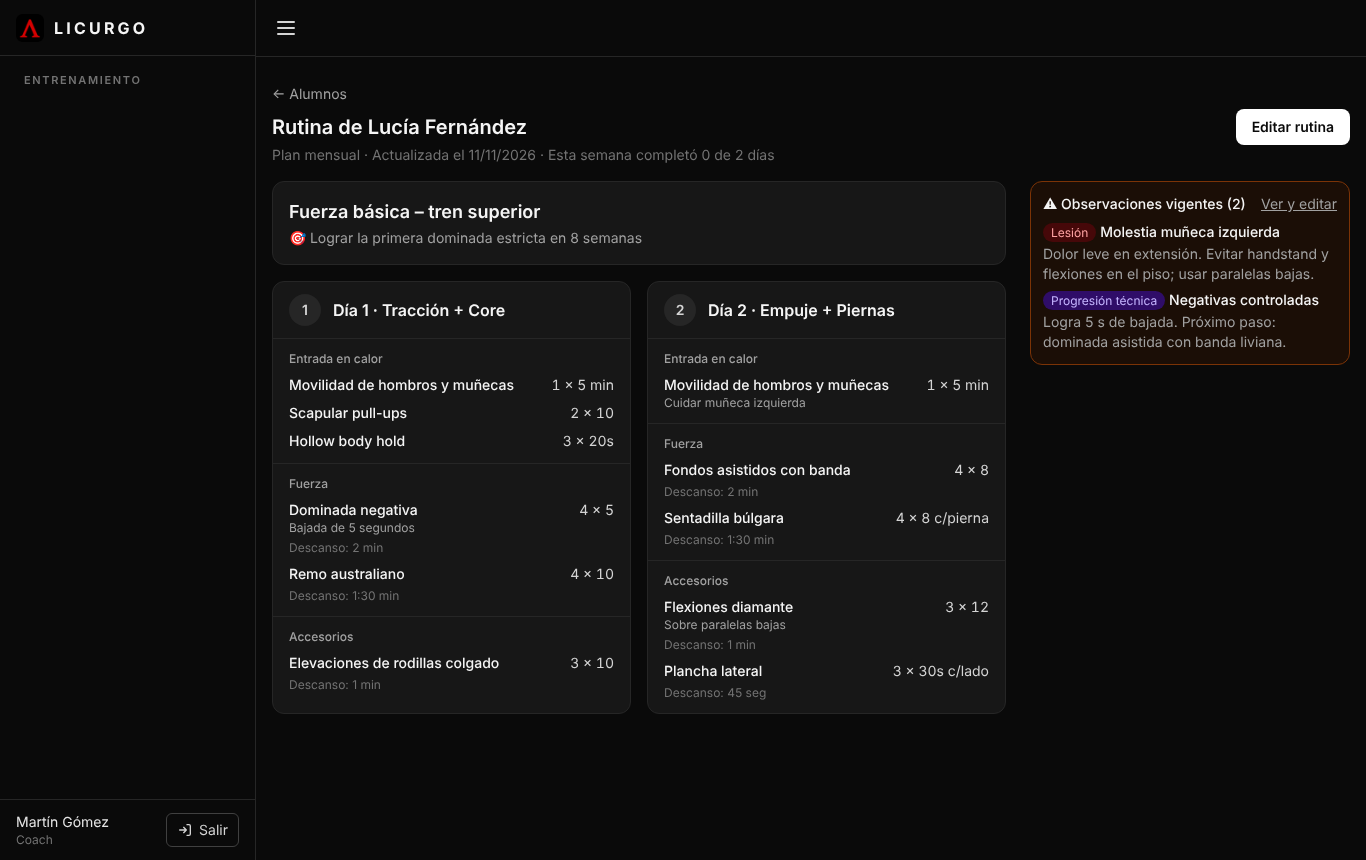 LICURGO
ENTRENAMIENTO
← Alumnos
Rutina de Lucía Fernández
Editar rutina
Plan mensual · Actualizada el 11/11/2026 · Esta semana completó 0 de 2 días
Fuerza básica – tren superior
🎯 Lograr la primera dominada estricta en 8 semanas
1 Día 1 · Tracción + Core
Entrada en calor
Movilidad de hombros y muñecas 1 × 5 min
Scapular pull-ups 2 × 10
Hollow body hold 3 × 20s
Fuerza
Dominada negativa 4 × 5
Bajada de 5 segundos
Descanso: 2 min
Remo australiano 4 × 10
Descanso: 1:30 min
Accesorios
Elevaciones de rodillas colgado 3 × 10
Descanso: 1 min
2 Día 2 · Empuje + Piernas
Entrada en calor
Movilidad de hombros y muñecas 1 × 5 min
Cuidar muñeca izquierda
Fuerza
Fondos asistidos con banda 4 × 8
Descanso: 2 min
Sentadilla búlgara 4 × 8 c/pierna
Descanso: 1:30 min
Accesorios
Flexiones diamante 3 × 12
Sobre paralelas bajas
Descanso: 1 min
Plancha lateral 3 × 30s c/lado
Descanso: 45 seg
⚠ Observaciones vigentes (2) Ver y editar
Lesión Molestia muñeca izquierda
Dolor leve en extensión. Evitar handstand y
flexiones en el piso; usar paralelas bajas.
Progresión técnica Negativas controladas
Logra 5 s de bajada. Próximo paso:
dominada asistida con banda liviana.
Martín Gómez
Coach
Salir